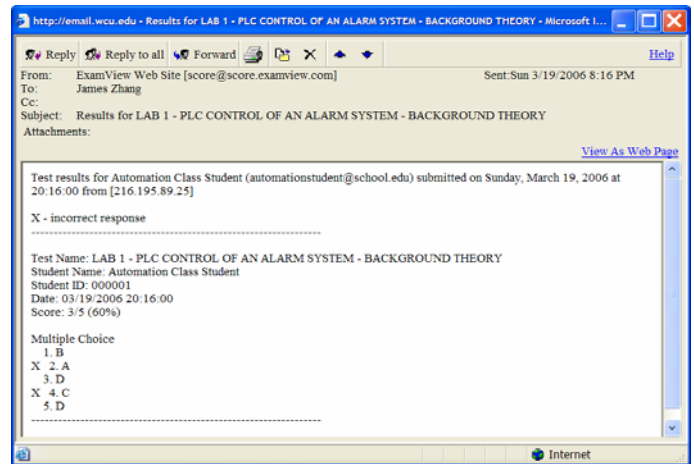 http://email.wcu.edu - Results for LAB 1 - PLC CONTROL OF AN ALARM SYSTEM - BACKGROUND THEORY - Microsoft I...
Reply Reply to all Forward Help
From: ExamView Web Site [score@score.examview.com] Sent:Sun 3/19/2006 8:16 PM
To: James Zhang
Cc:
Subject: Results for LAB 1 - PLC CONTROL OF AN ALARM SYSTEM - BACKGROUND THEORY
Attachments:
View As Web Page
Test results for Automation Class Student (automationstudent@school.edu) submitted on Sunday, March 19, 2006 at
20:16:00 from [216.195.89.25]
X - incorrect response
----------------------------------------------------------------------
Test Name: LAB 1 - PLC CONTROL OF AN ALARM SYSTEM - BACKGROUND THEORY
Student Name: Automation Class Student
Student ID: 000001
Date: 03/19/2006 20:16:00
Score: 3/5 (60%)
Multiple Choice
1. B
X 2. A
3. D
X 4. C
5. D
----------------------------------------------------------------------
Internet